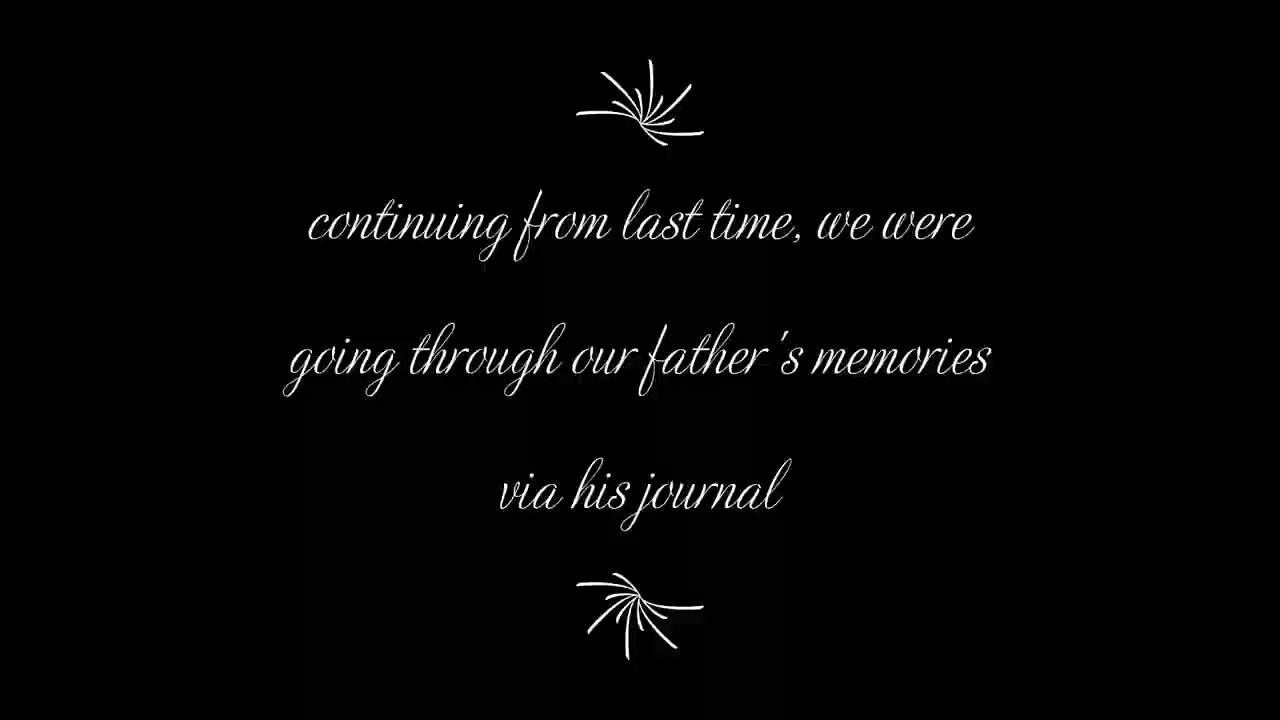 continuing from last time, we were
going through our father's memories
via his journal